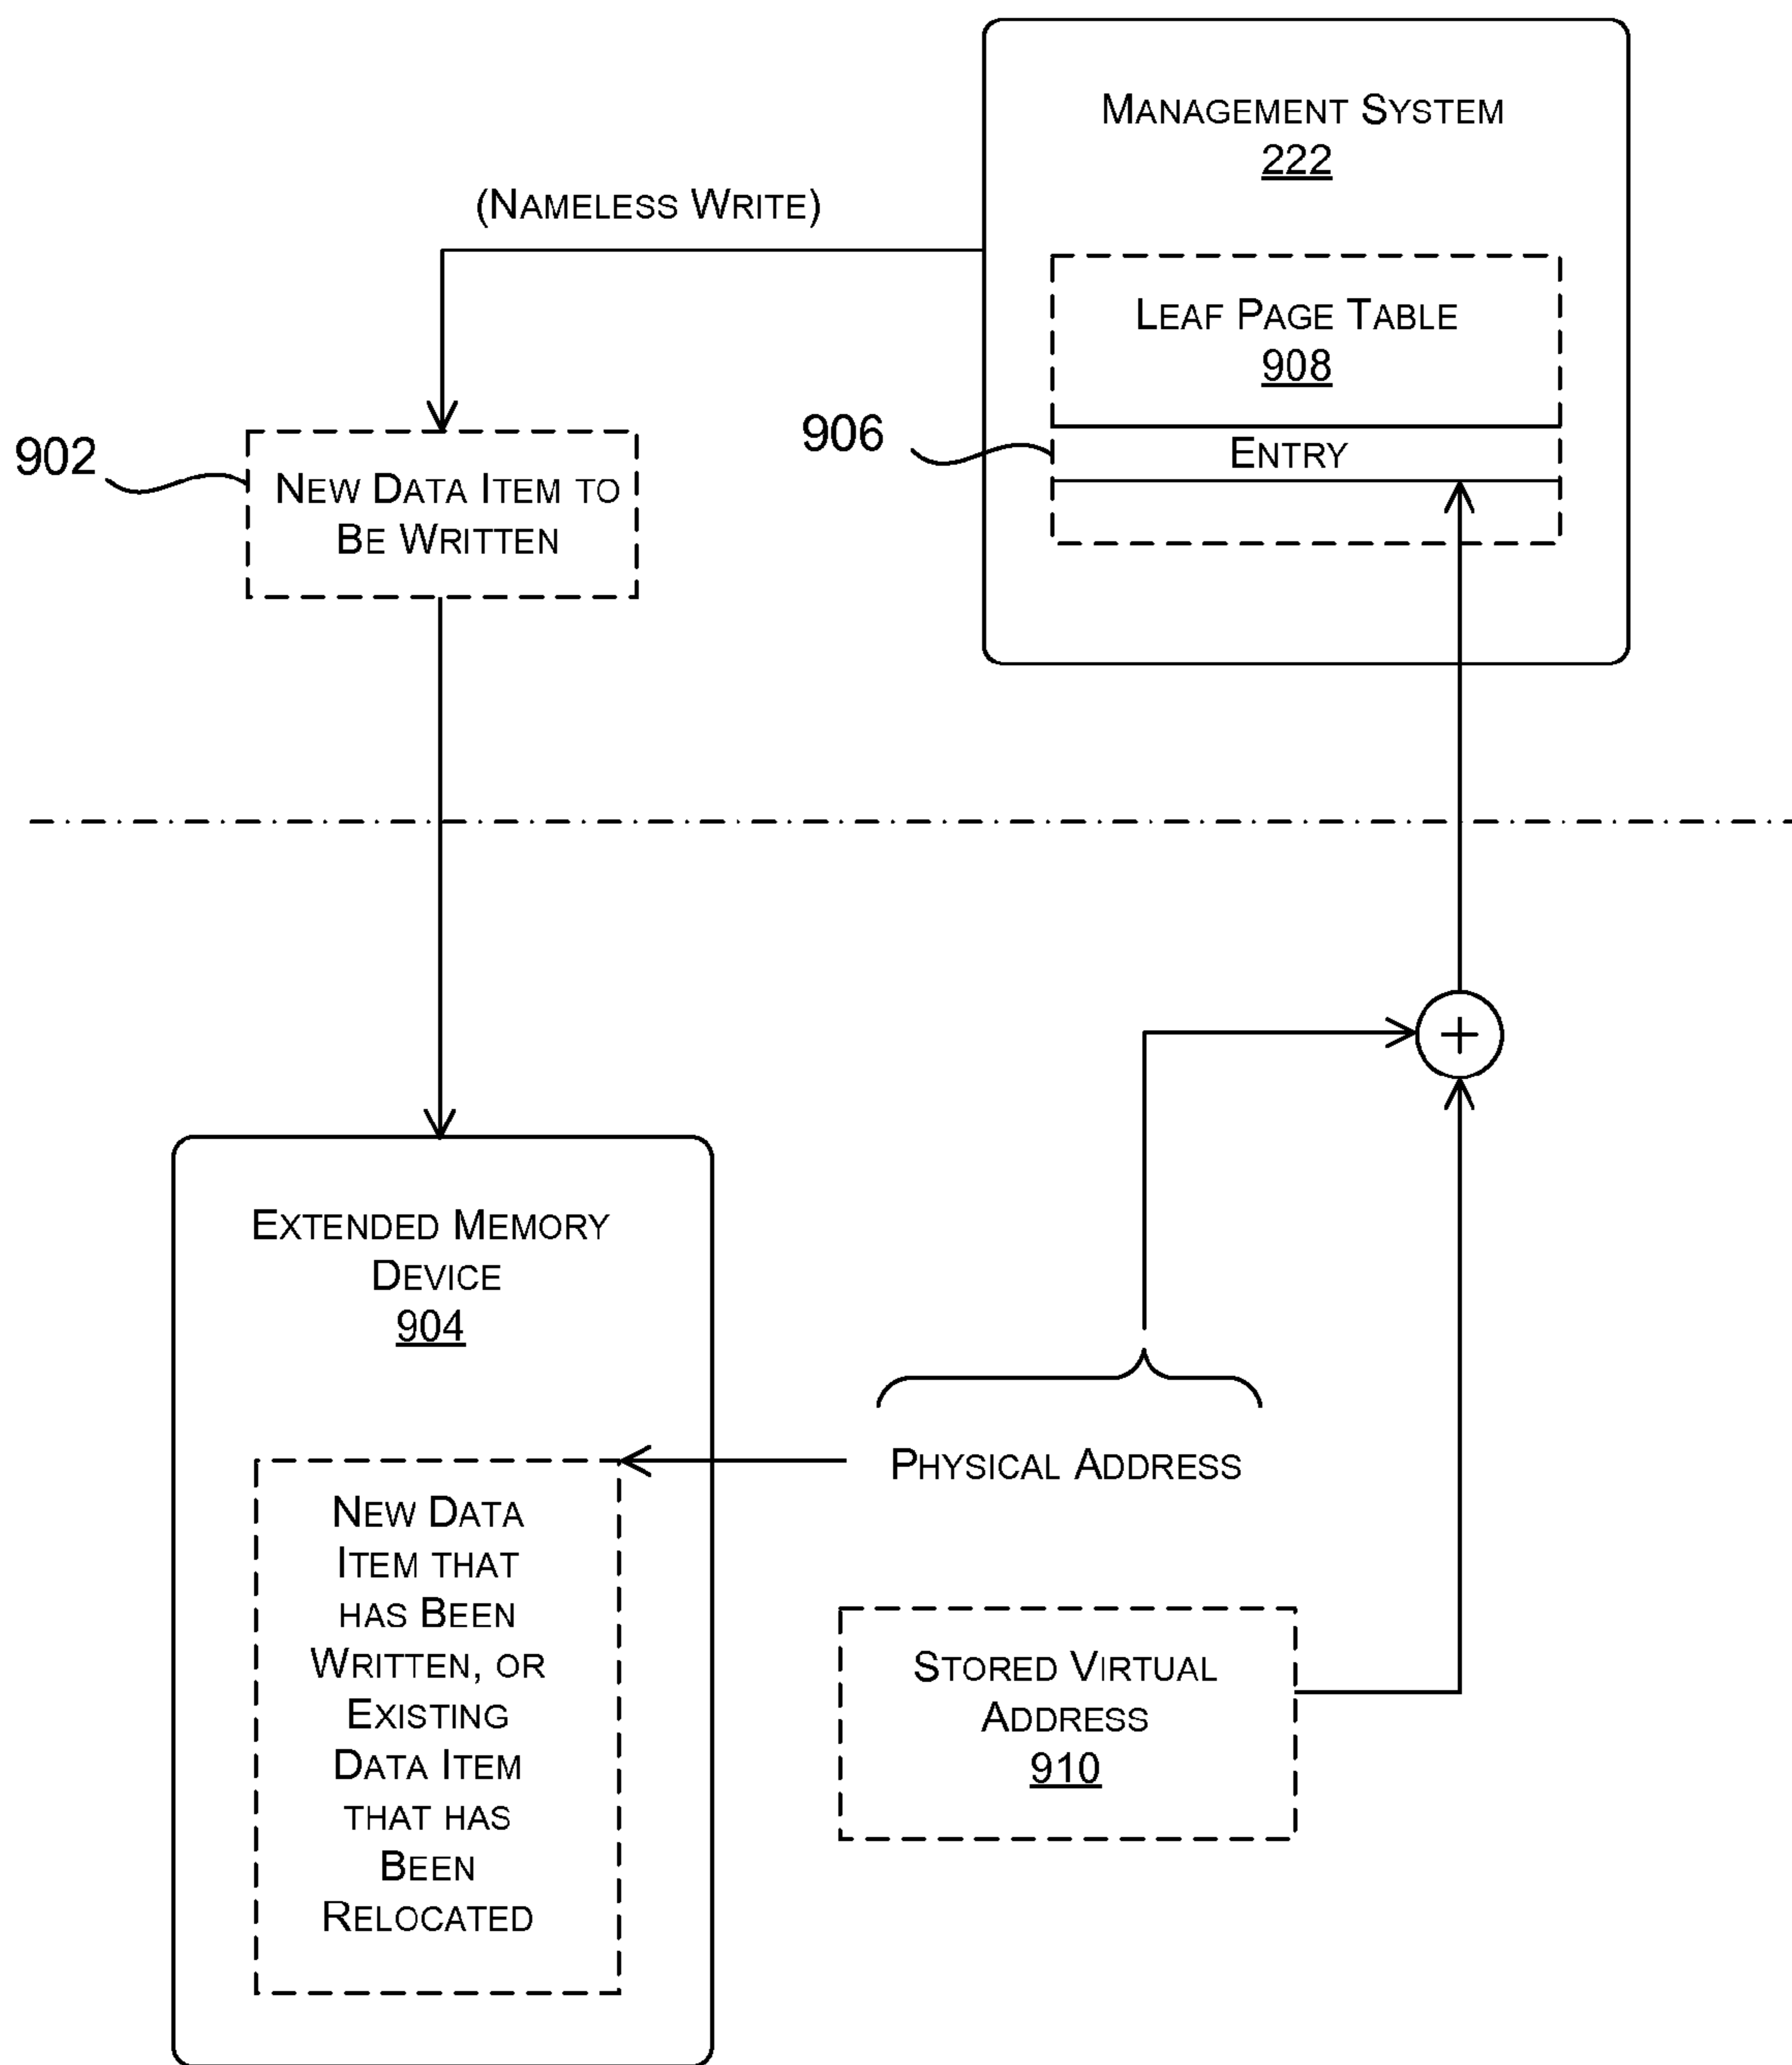 Management System
222
(Nameless Write)
Leaf Page Table
908
906
Entry
902
New Data Item to
Be Written
+
Extended Memory
Device
904
Physical Address
New Data
Item that
has Been
Written, or
Existing
Data Item
that has
Been
Relocated
Stored Virtual
Address
910